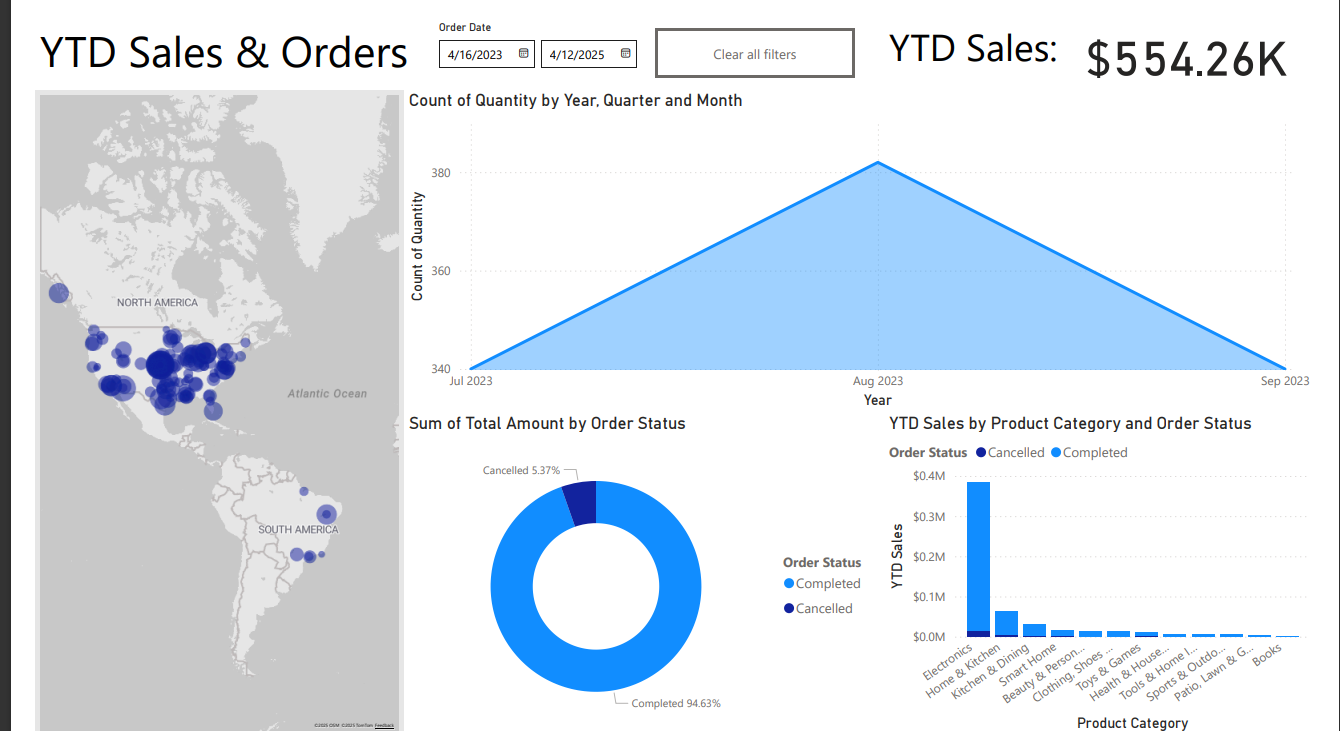 YTD Sales & Orders
Order Date
4/16/2023
4/12/2025
Clear all filters
YTD Sales:
$554.26K
NORTH AMERICA
Atlantic Ocean
SOUTH AMERICA
©2025 OSM ©2025 TomTom Feedback
Count of Quantity by Year, Quarter and Month
Count of Quantity
380
360
340
Jul 2023
Aug 2023
Sep 2023
Year
Sum of Total Amount by Order Status
Cancelled 5.37%
Completed 94.63%
Order Status
Completed
Cancelled
YTD Sales by Product Category and Order Status
Order Status Cancelled Completed
YTD Sales
$0.4M
$0.3M
$0.2M
$0.1M
$0.0M
Electronics
Home & Kitchen
Kitchen & Dining
Smart Home
Beauty & Person...
Clothing, Shoes ...
Toys & Games
Health & House...
Tools & Home I...
Sports & Outdo...
Patio, Lawn & G...
Books
Product Category